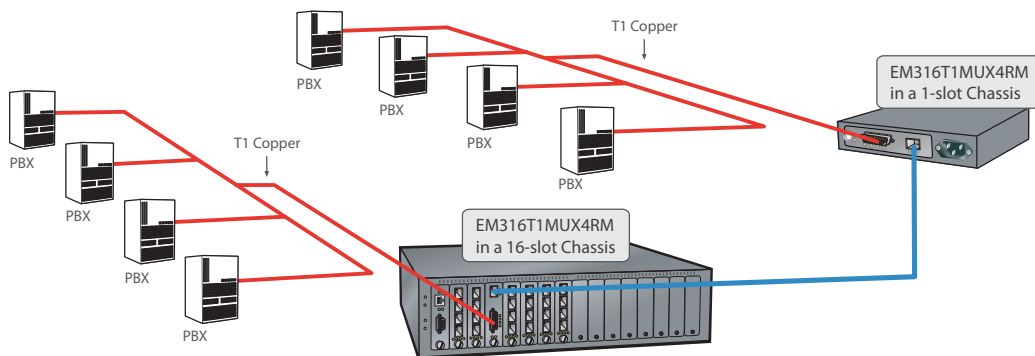 T1 Copper
PBX
PBX
PBX
PBX
EM316T1MUX4RM
in a 1-slot Chassis
PBX
PBX
PBX
PBX
T1 Copper
EM316T1MUX4RM
in a 16-slot Chassis